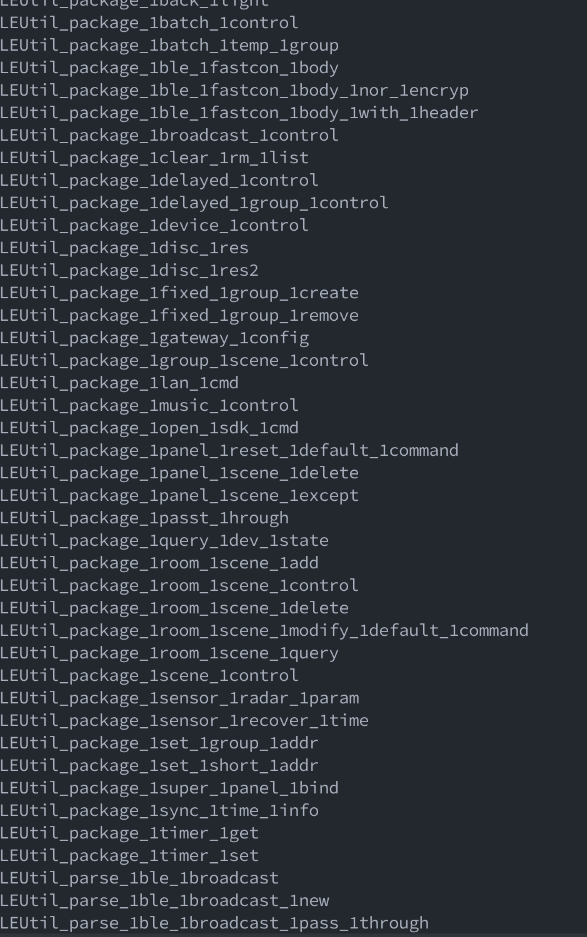 LEUtil_package_1back_1light
LEUtil_package_1batch_1control
LEUtil_package_1batch_1temp_1group
LEUtil_package_1ble_1fastcon_1body
LEUtil_package_1ble_1fastcon_1body_1nor_1encryp
LEUtil_package_1ble_1fastcon_1body_1with_1header
LEUtil_package_1broadcast_1control
LEUtil_package_1clear_1rm_1list
LEUtil_package_1delayed_1control
LEUtil_package_1delayed_1group_1control
LEUtil_package_1device_1control
LEUtil_package_1disc_1res
LEUtil_package_1disc_1res2
LEUtil_package_1fixed_1group_1create
LEUtil_package_1fixed_1group_1remove
LEUtil_package_1gateway_1config
LEUtil_package_1group_1scene_1control
LEUtil_package_1lan_1cmd
LEUtil_package_1music_1control
LEUtil_package_1open_1sdk_1cmd
LEUtil_package_1panel_1reset_1default_1command
LEUtil_package_1panel_1scene_1delete
LEUtil_package_1panel_1scene_1except
LEUtil_package_1passt_1hrough
LEUtil_package_1query_1dev_1state
LEUtil_package_1room_1scene_1add
LEUtil_package_1room_1scene_1control
LEUtil_package_1room_1scene_1delete
LEUtil_package_1room_1scene_1modify_1default_1command
LEUtil_package_1room_1scene_1query
LEUtil_package_1scene_1control
LEUtil_package_1sensor_1radar_1param
LEUtil_package_1sensor_1recover_1time
LEUtil_package_1set_1group_1addr
LEUtil_package_1set_1short_1addr
LEUtil_package_1super_1panel_1bind
LEUtil_package_1sync_1time_1info
LEUtil_package_1timer_1get
LEUtil_package_1timer_1set
LEUtil_parse_1ble_1broadcast
LEUtil_parse_1ble_1broadcast_1new
LEUtil_parse_1ble_1broadcast_1pass_1through